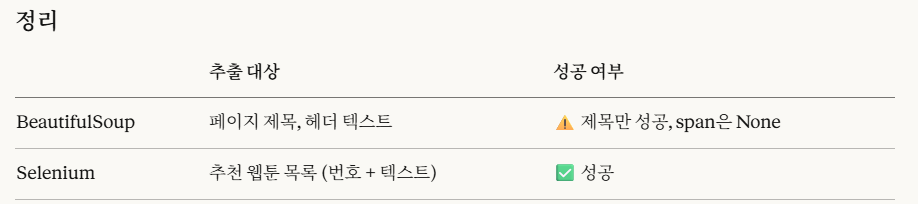 정리
추출 대상 성공 여부
BeautifulSoup 페이지 제목, 헤더 텍스트 ⚠️ 제목만 성공, span은 None
Selenium 추천 웹툰 목록 (번호 + 텍스트) ✅ 성공